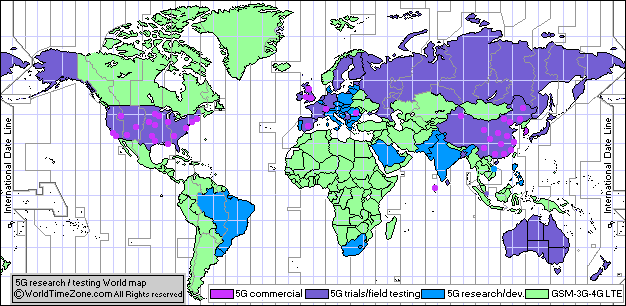 International Date Line
International Date Line
5G research / testing World map
©WorldTimeZone.com All Rights reserved
5G commercial
5G trials/field testing
5G research/dev.
GSM-3G-4G LTE